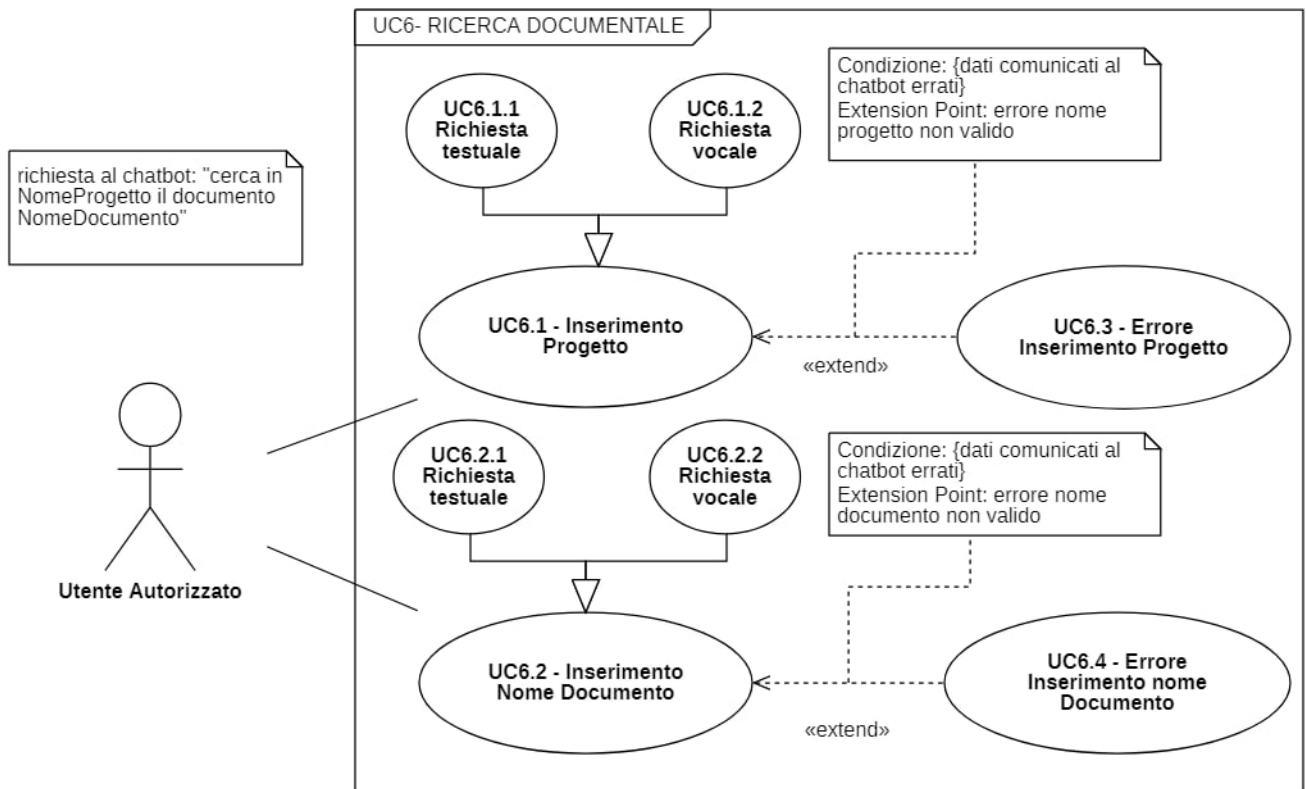 UC6- RICERCA DOCUMENTALE
richiesta al chatbot: "cerca in
NomeProgetto il documento
NomeDocumento"
UC6.1.1
Richiesta
testuale
UC6.1.2
Richiesta
vocale
Condizione: {dati comunicati al
chatbot errati}
Extension Point: errore nome
progetto non valido
UC6.1 - Inserimento
Progetto
«extend»
UC6.3 - Errore
Inserimento Progetto
Utente Autorizzato
UC6.2.1
Richiesta
testuale
UC6.2.2
Richiesta
vocale
Condizione: {dati comunicati al
chatbot errati}
Extension Point: errore nome
documento non valido
UC6.2 - Inserimento
Nome Documento
«extend»
UC6.4 - Errore
Inserimento nome
Documento